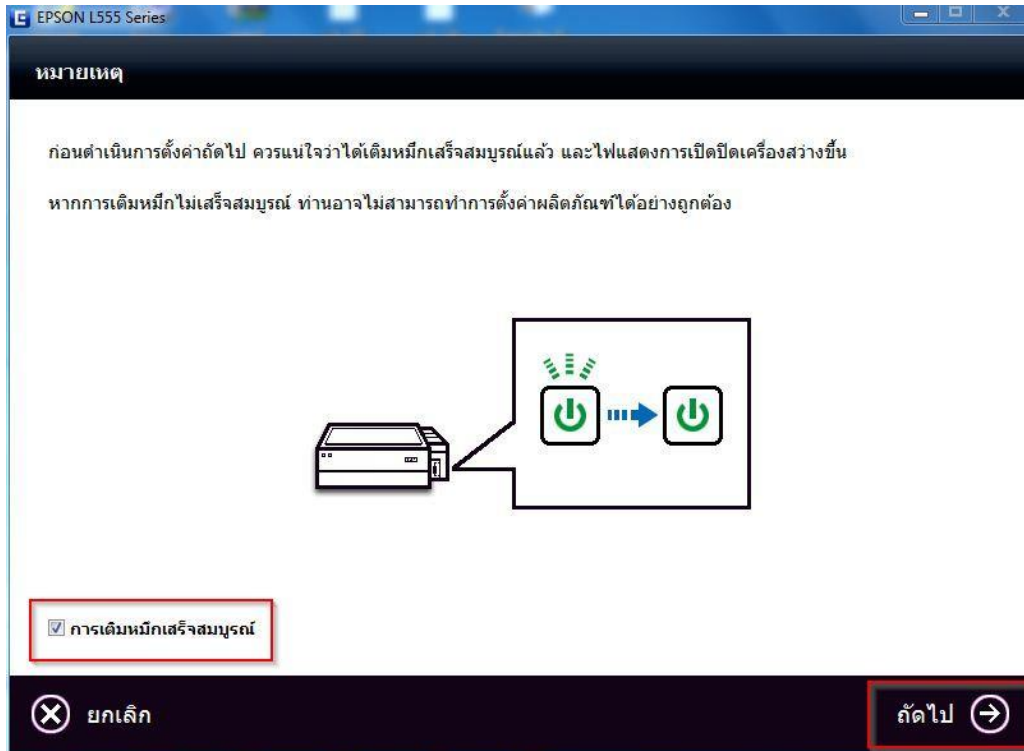 EPSON L555 Series
หมายเหตุ
ก่อนดำเนินการตั้งค่าถัดไป ควรแน่ใจว่าได้เติมหมึกเสร็จสมบูรณ์แล้ว และไฟแสดงการเปิดปิดเครื่องสว่างขึ้น
หากการเติมหมึกไม่เสร็จสมบูรณ์ ท่านอาจไม่สามารถทำการตั้งค่าผลิตภัณฑ์ได้อย่างถูกต้อง
การเติมหมึกเสร็จสมบูรณ์
ยกเลิก
ถัดไป